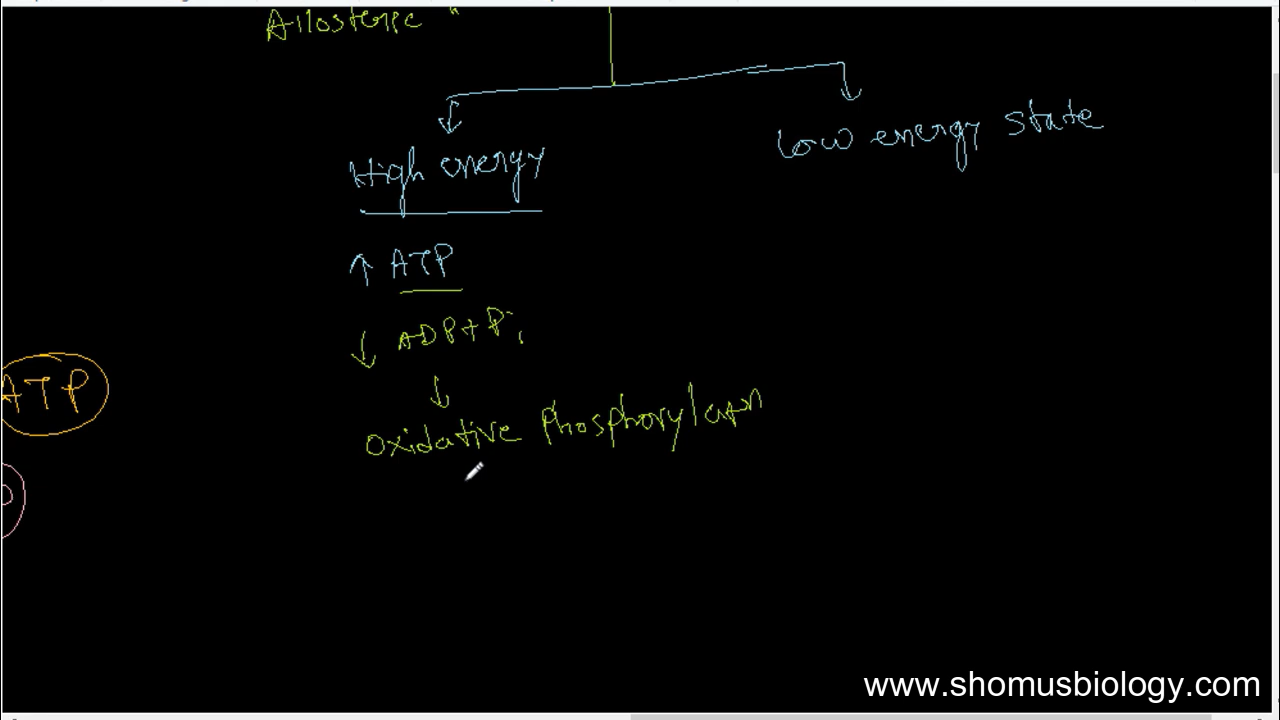 Allosteric "
Low energy state
High energy
↑ ATP
↓ ADP + Pi
ATP
↓
Oxidative Phosphorylation
www.shomusbiology.com